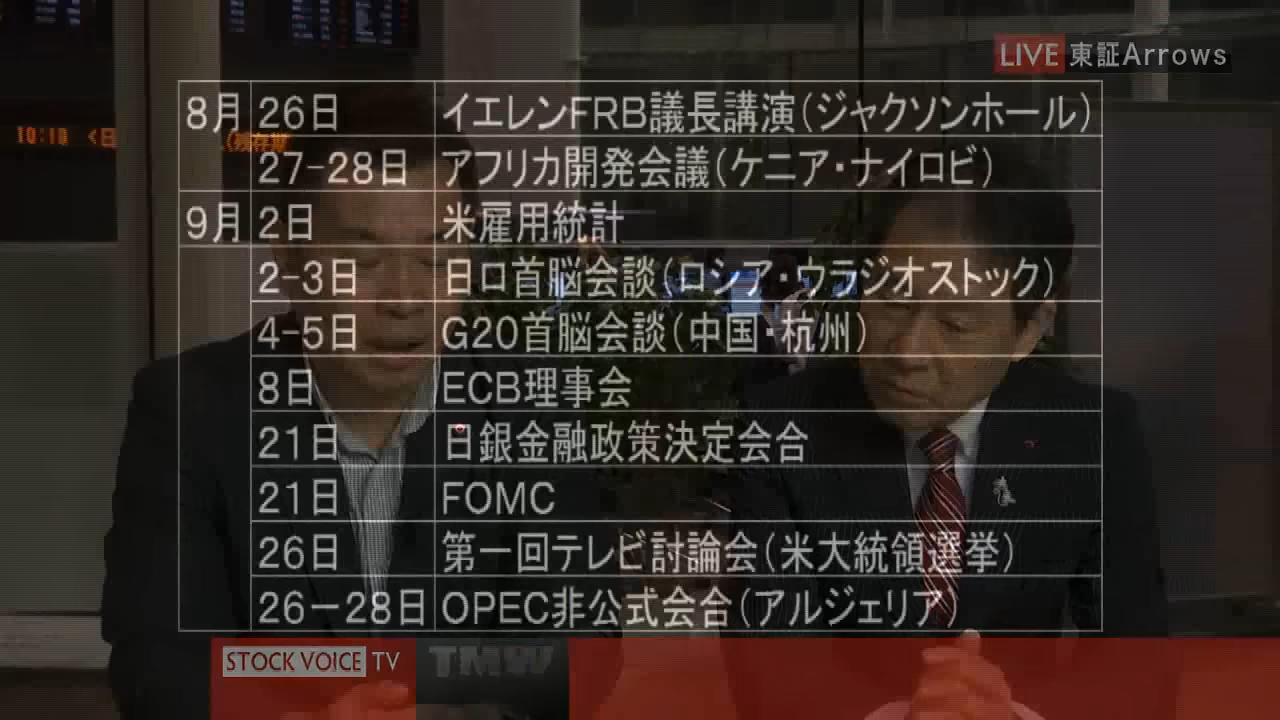 LIVE 東証Arrows
10:10 <日
(残存期
8月 26日 イエレンFRB議長講演(ジャクソンホール)
27-28日 アフリカ開発会議(ケニア・ナイロビ)
9月 2日 米雇用統計
2-3日 日ロ首脳会談(ロシア・ウラジオストック)
4-5日 G20首脳会談(中国・杭州)
8日 ECB理事会
21日 日銀金融政策決定会合
21日 FOMC
26日 第一回テレビ討論会(米大統領選挙)
26－28日 OPEC非公式会合(アルジェリア)
STOCK VOICE TV
TMW